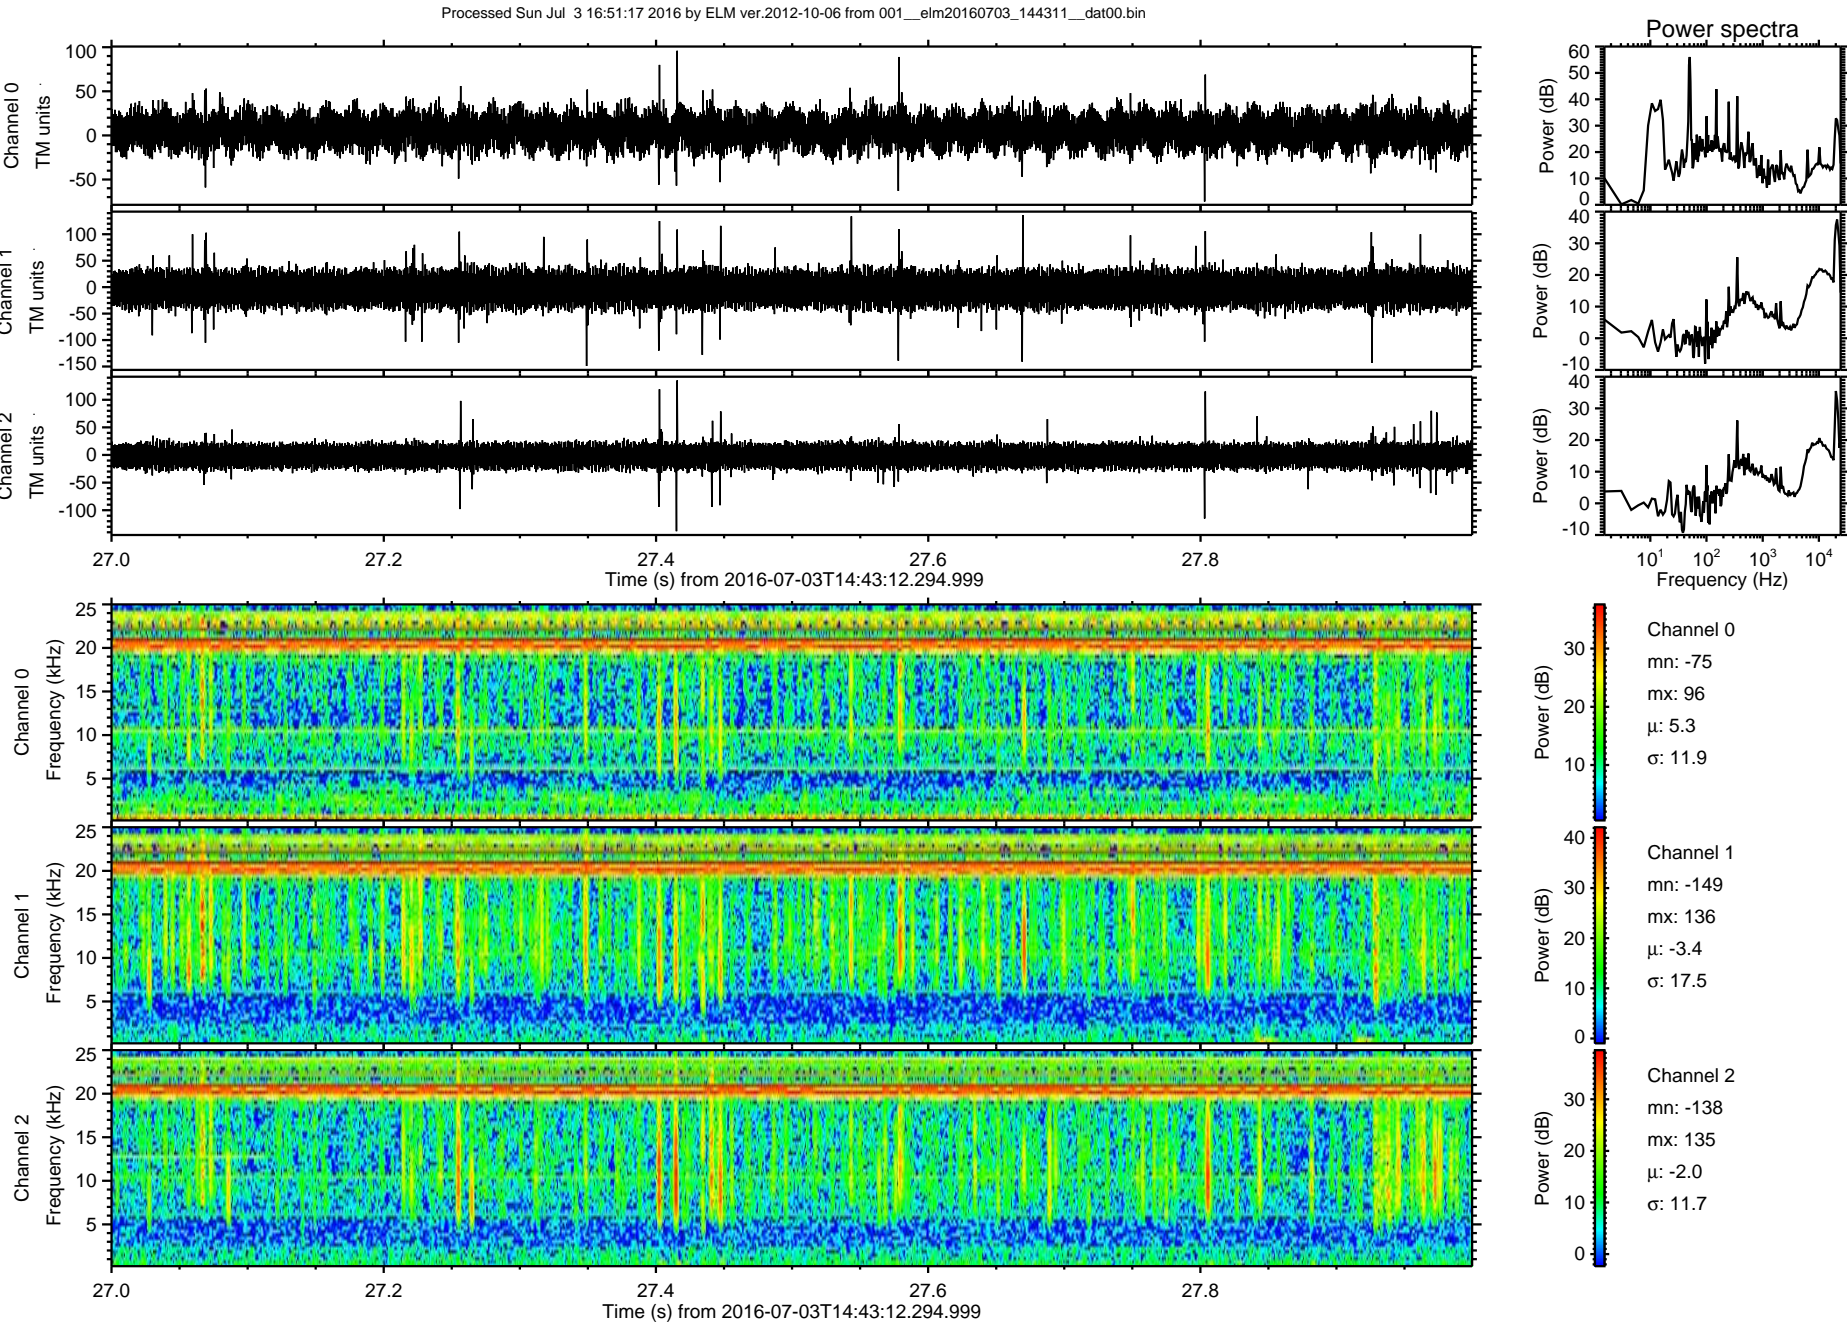 Processed Sun Jul  3 16:51:17 2016 by ELM ver.2012-10-06 from 001__elm20160703_144311__dat00.bin
Power spectra
Channel 0
TM units
100
50
0
-50
Power (dB)
60
50
40
30
20
10
0
Channel 1
TM units
100
50
0
-50
-100
-150
Power (dB)
40
30
20
10
0
-10
Channel 2
TM units
100
50
0
-50
-100
Power (dB)
40
30
20
10
0
-10
27.0 27.2 27.4 27.6 27.8
Time (s) from 2016-07-03T14:43:12.294.999
10^1 10^2 10^3 10^4
Frequency (Hz)
Channel 0
Frequency (kHz)
25
20
15
10
5
Power (dB)
30
20
10
Channel 0
mn: -75
mx: 96
μ: 5.3
σ: 11.9
Channel 1
Frequency (kHz)
25
20
15
10
5
Power (dB)
40
30
20
10
0
Channel 1
mn: -149
mx: 136
μ: -3.4
σ: 17.5
Channel 2
Frequency (kHz)
25
20
15
10
5
Power (dB)
30
20
10
0
Channel 2
mn: -138
mx: 135
μ: -2.0
σ: 11.7
27.0 27.2 27.4 27.6 27.8
Time (s) from 2016-07-03T14:43:12.294.999